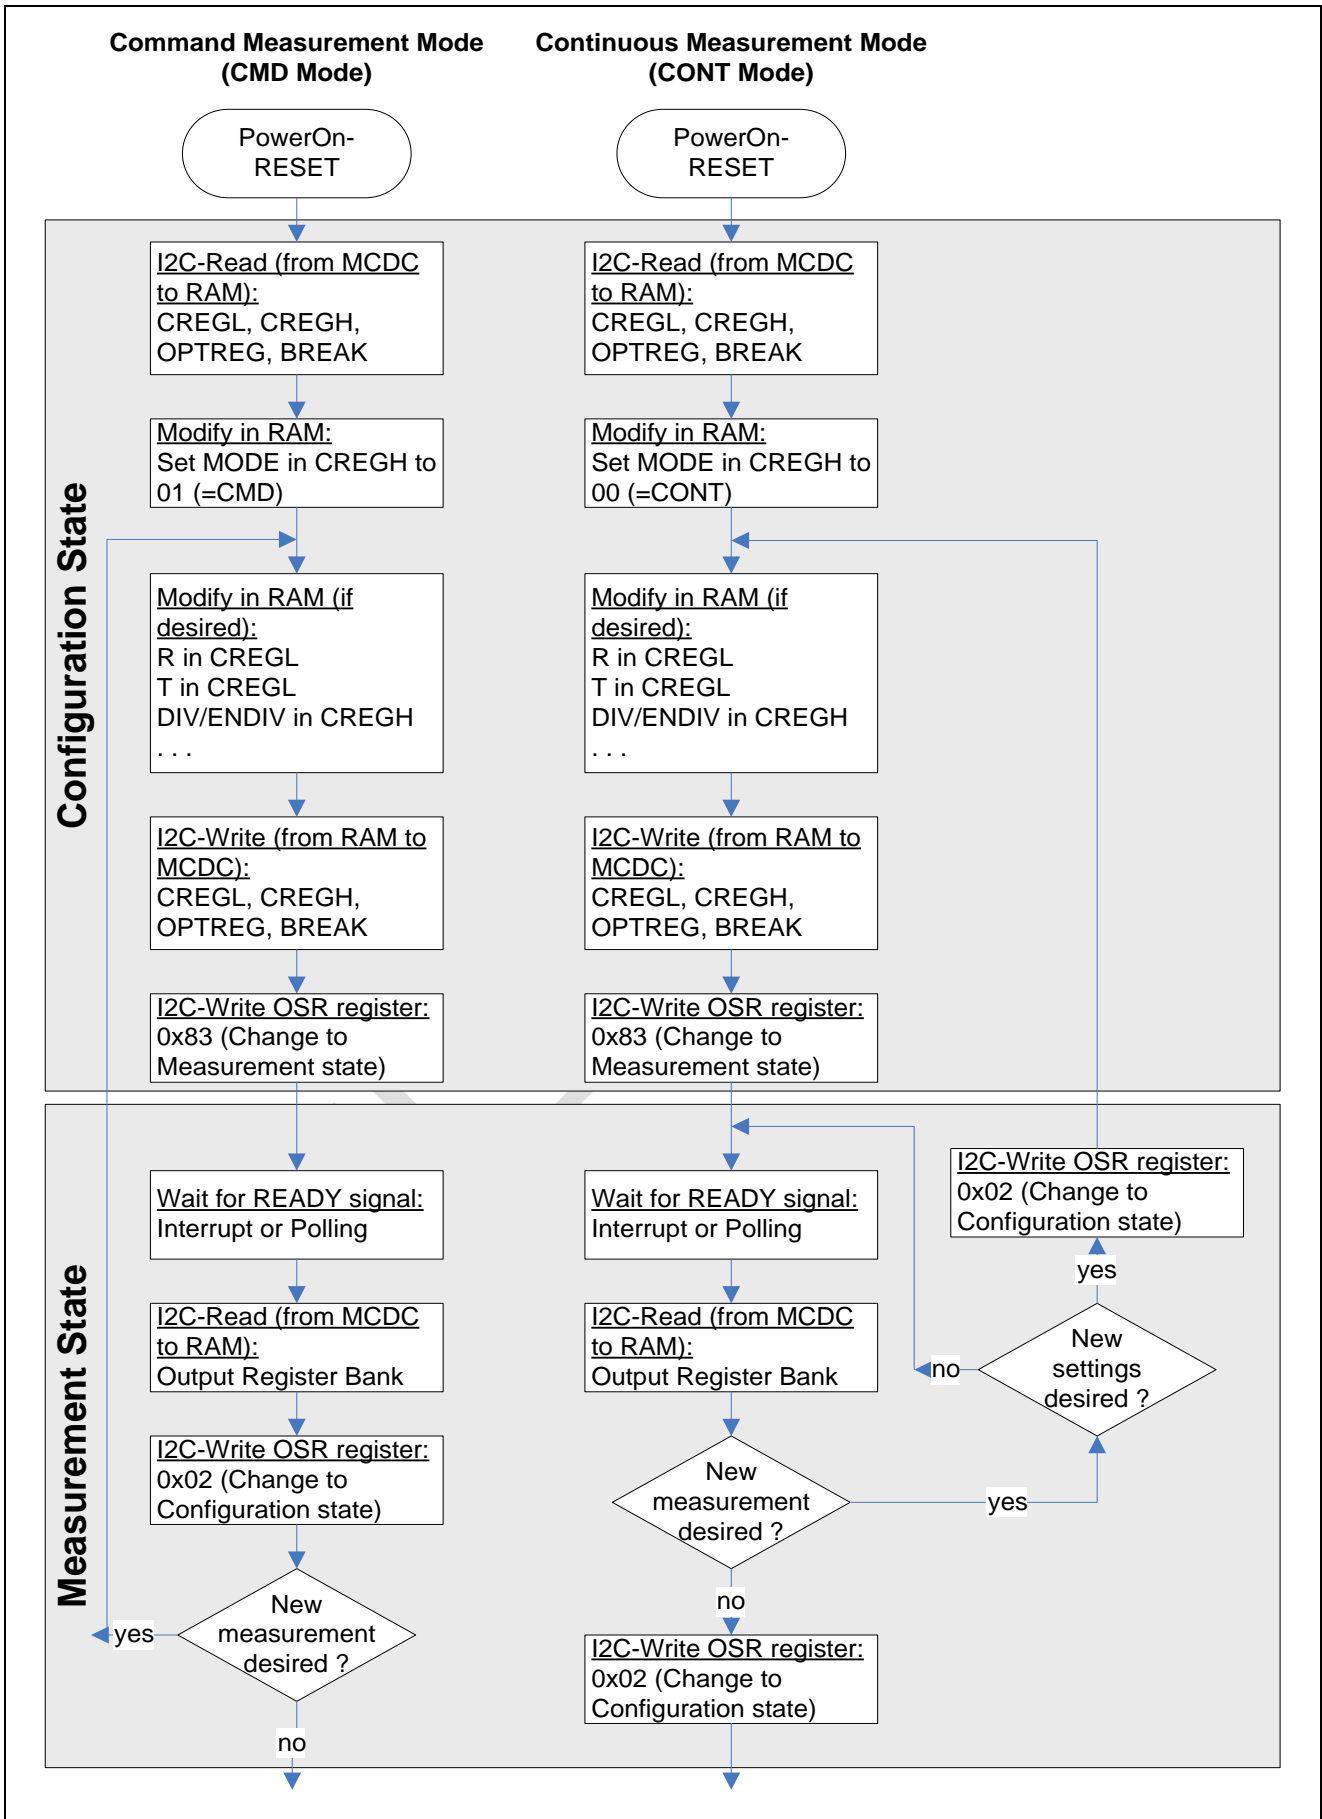 Command Measurement Mode
(CMD Mode)
Continuous Measurement Mode
(CONT Mode)
PowerOn-
RESET
PowerOn-
RESET
Configuration State
I2C-Read (from MCDC
to RAM):
CREGL, CREGH,
OPTREG, BREAK
I2C-Read (from MCDC
to RAM):
CREGL, CREGH,
OPTREG, BREAK
Modify in RAM:
Set MODE in CREGH to
01 (=CMD)
Modify in RAM:
Set MODE in CREGH to
00 (=CONT)
Modify in RAM (if
desired):
R in CREGL
T in CREGL
DIV/ENDIV in CREGH
. . .
Modify in RAM (if
desired):
R in CREGL
T in CREGL
DIV/ENDIV in CREGH
. . .
I2C-Write (from RAM to
MCDC):
CREGL, CREGH,
OPTREG, BREAK
I2C-Write (from RAM to
MCDC):
CREGL, CREGH,
OPTREG, BREAK
I2C-Write OSR register:
0x83 (Change to
Measurement state)
I2C-Write OSR register:
0x83 (Change to
Measurement state)
Measurement State
Wait for READY signal:
Interrupt or Polling
Wait for READY signal:
Interrupt or Polling
I2C-Write OSR register:
0x02 (Change to
Configuration state)
yes
I2C-Read (from MCDC
to RAM):
Output Register Bank
I2C-Read (from MCDC
to RAM):
Output Register Bank
no
New
settings
desired ?
I2C-Write OSR register:
0x02 (Change to
Configuration state)
New
measurement
desired ?
yes
no
yes
New
measurement
desired ?
I2C-Write OSR register:
0x02 (Change to
Configuration state)
no